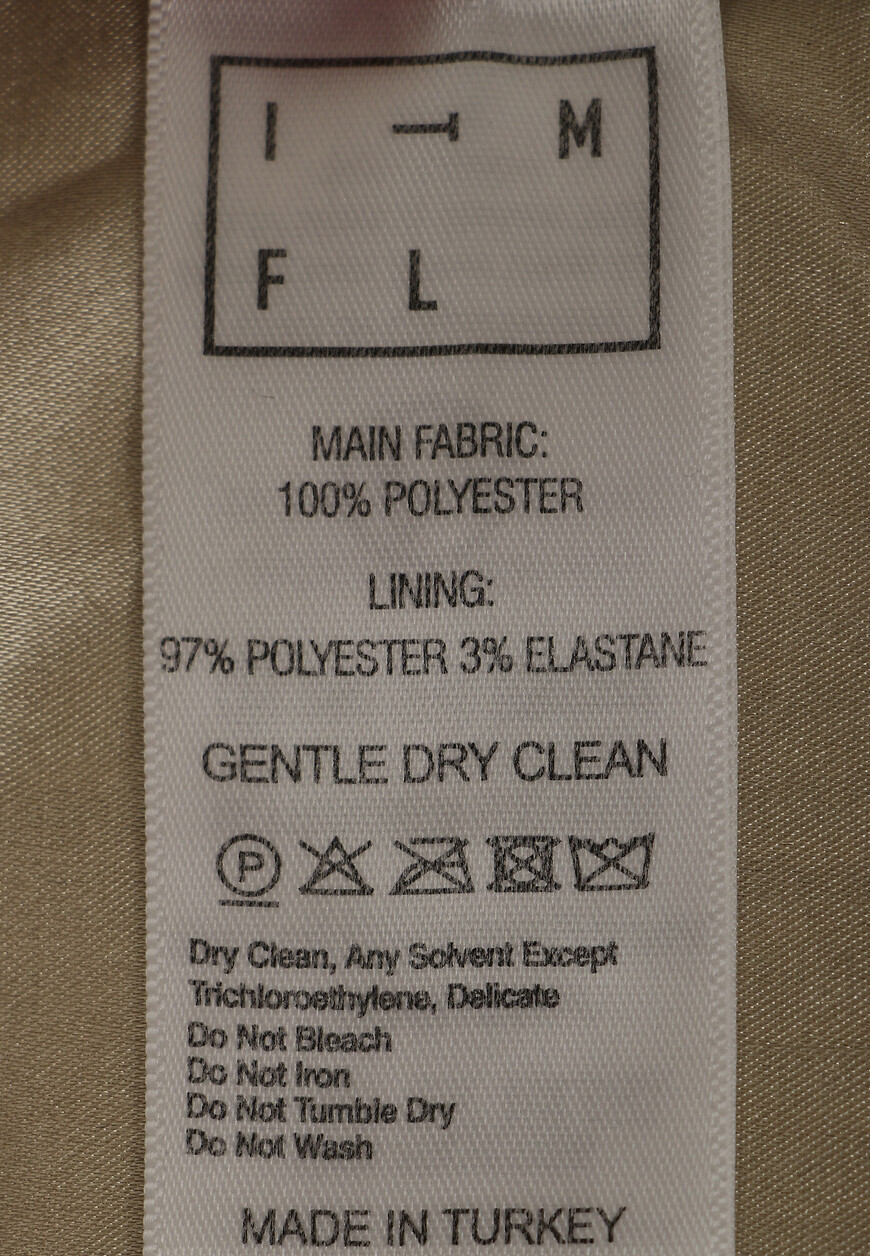 I T M
F L
MAIN FABRIC:
100% POLYESTER
LINING:
97% POLYESTER 3% ELASTANE
GENTLE DRY CLEAN
P
Dry Clean, Any Solvent Except
Trichloroethylene, Delicate
Do Not Bleach
Do Not Iron
Do Not Tumble Dry
Do Not Wash
MADE IN TURKEY